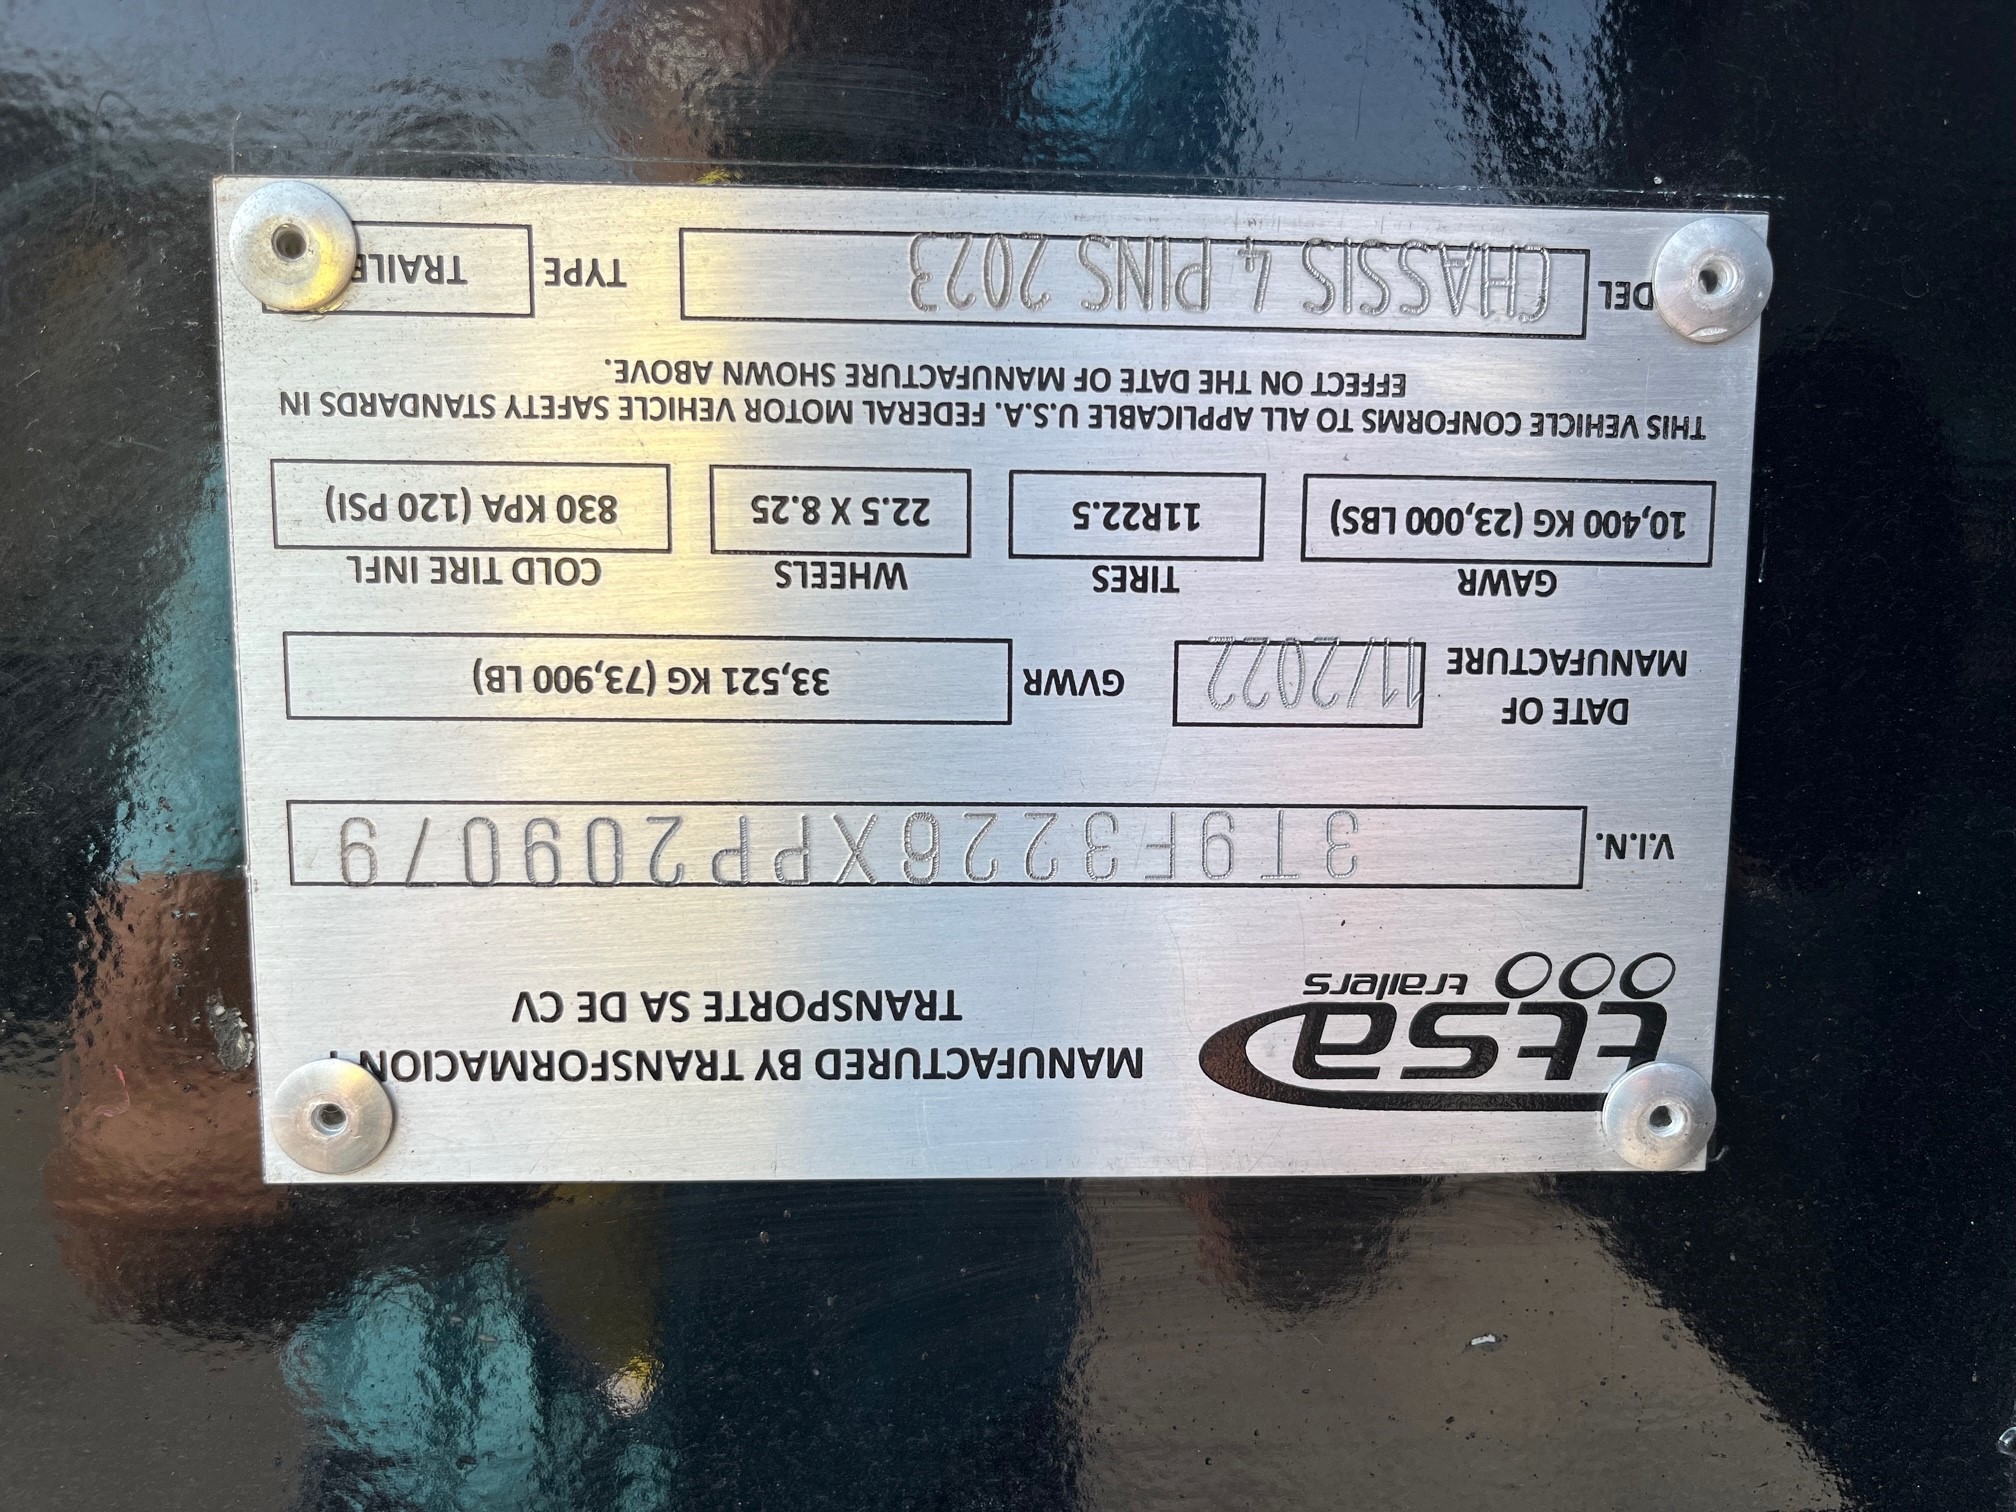 ttsa
trailers
MANUFACTURED BY TRANSFORMACION
TRANSPORTE SA DE CV
V.I.N. 3T9F3226XPP209079
DATE OF MANUFACTURE 11/2022 GVWR 33,521 KG (73,900 LB)
GAWR TIRES WHEELS COLD TIRE INFL
10,400 KG (23,000 LBS) 11R22.5 22.5 X 8.25 830 KPA (120 PSI)
THIS VEHICLE CONFORMS TO ALL APPLICABLE U.S.A. FEDERAL MOTOR VEHICLE SAFETY STANDARDS IN
EFFECT ON THE DATE OF MANUFACTURE SHOWN ABOVE.
DEL CHASSIS 4 PINS 2023 TYPE TRAILE